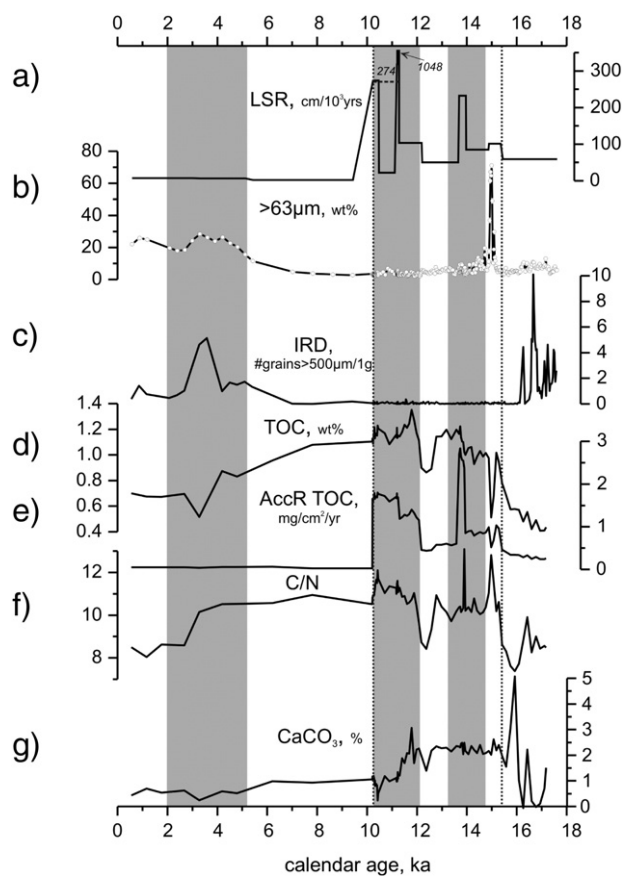 0 2 4 6 8 10 12 14 16 18
a)
274
1048
LSR, cm/10³yrs
350
300
200
100
0
b)
80
60
40
20
0
>63µm, wt%
c)
IRD,
#grains>500µm/1g
10
8
6
4
2
0
d)
1.4
1.2
1.0
0.8
0.6
0.4
TOC, wt%
e)
AccR TOC,
mg/cm²/yr
3
2
1
0
f)
12
10
8
C/N
g)
CaCO₃, %
5
4
3
2
1
0
0 2 4 6 8 10 12 14 16 18
calendar age, ka